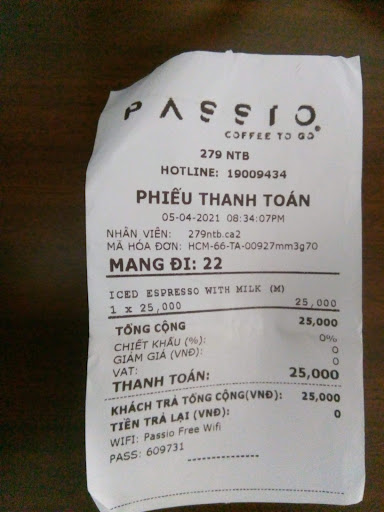 PASSIO
COFFEE TO GO®
279 NTB
HOTLINE: 19009434
PHIẾU THANH TOÁN
05-04-2021 08:34:07PM
NHÂN VIÊN: 279ntb.ca2
MÃ HÓA ĐƠN: HCM-66-TA-00927mm3g70
MANG ĐI: 22
ICED ESPRESSO WITH MILK (M)
1 x 25,000 25,000
TỔNG CỘNG 25,000
CHIẾT KHẤU (%): 0%
GIẢM GIÁ (VNĐ): 0
VAT: 0
THANH TOÁN: 25,000
KHÁCH TRẢ TỔNG CỘNG(VNĐ): 25,000
TIỀN TRẢ LẠI (VNĐ): 0
WIFI: Passio Free Wifi
PASS: 609731